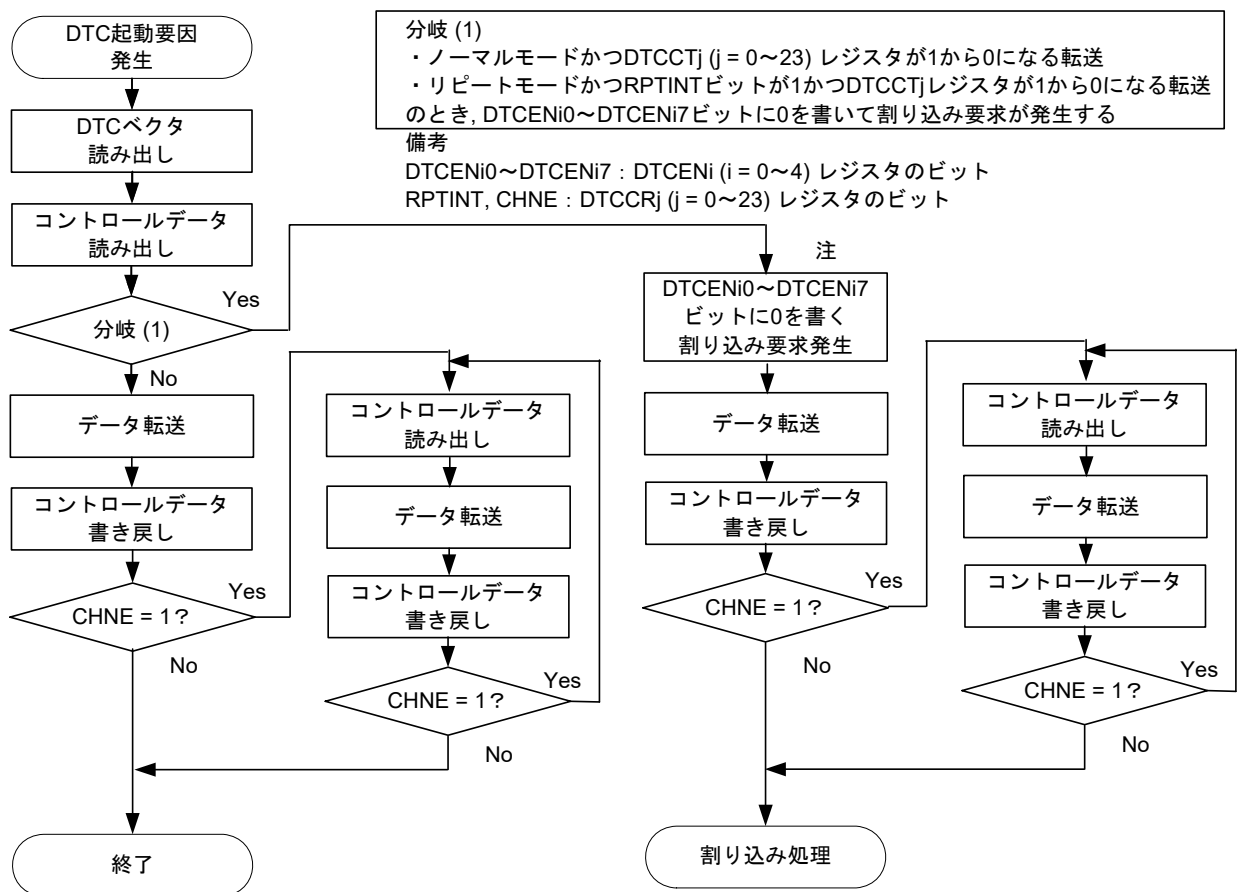 DTC起動要因
発生
DTCベクタ
読み出し
コントロールデータ
読み出し
分岐 (1)
Yes
No
データ転送
コントロールデータ
書き戻し
CHNE = 1?
Yes
No
終了
コントロールデータ
読み出し
データ転送
コントロールデータ
書き戻し
CHNE = 1?
Yes
No
分岐 (1)
・ノーマルモードかつDTCCTj (j = 0～23) レジスタが1から0になる転送
・リピートモードかつRPTINTビットが1かつDTCCTjレジスタが1から0になる転送
のとき, DTCENi0～DTCENi7ビットに0を書いて割り込み要求が発生する
備考
DTCENi0～DTCENi7：DTCENi (i = 0～4) レジスタのビット
RPTINT, CHNE：DTCCRj (j = 0～23) レジスタのビット
注
DTCENi0～DTCENi7
ビットに0を書く
割り込み要求発生
データ転送
コントロールデータ
書き戻し
CHNE = 1?
Yes
No
割り込み処理
コントロールデータ
読み出し
データ転送
コントロールデータ
書き戻し
CHNE = 1?
Yes
No